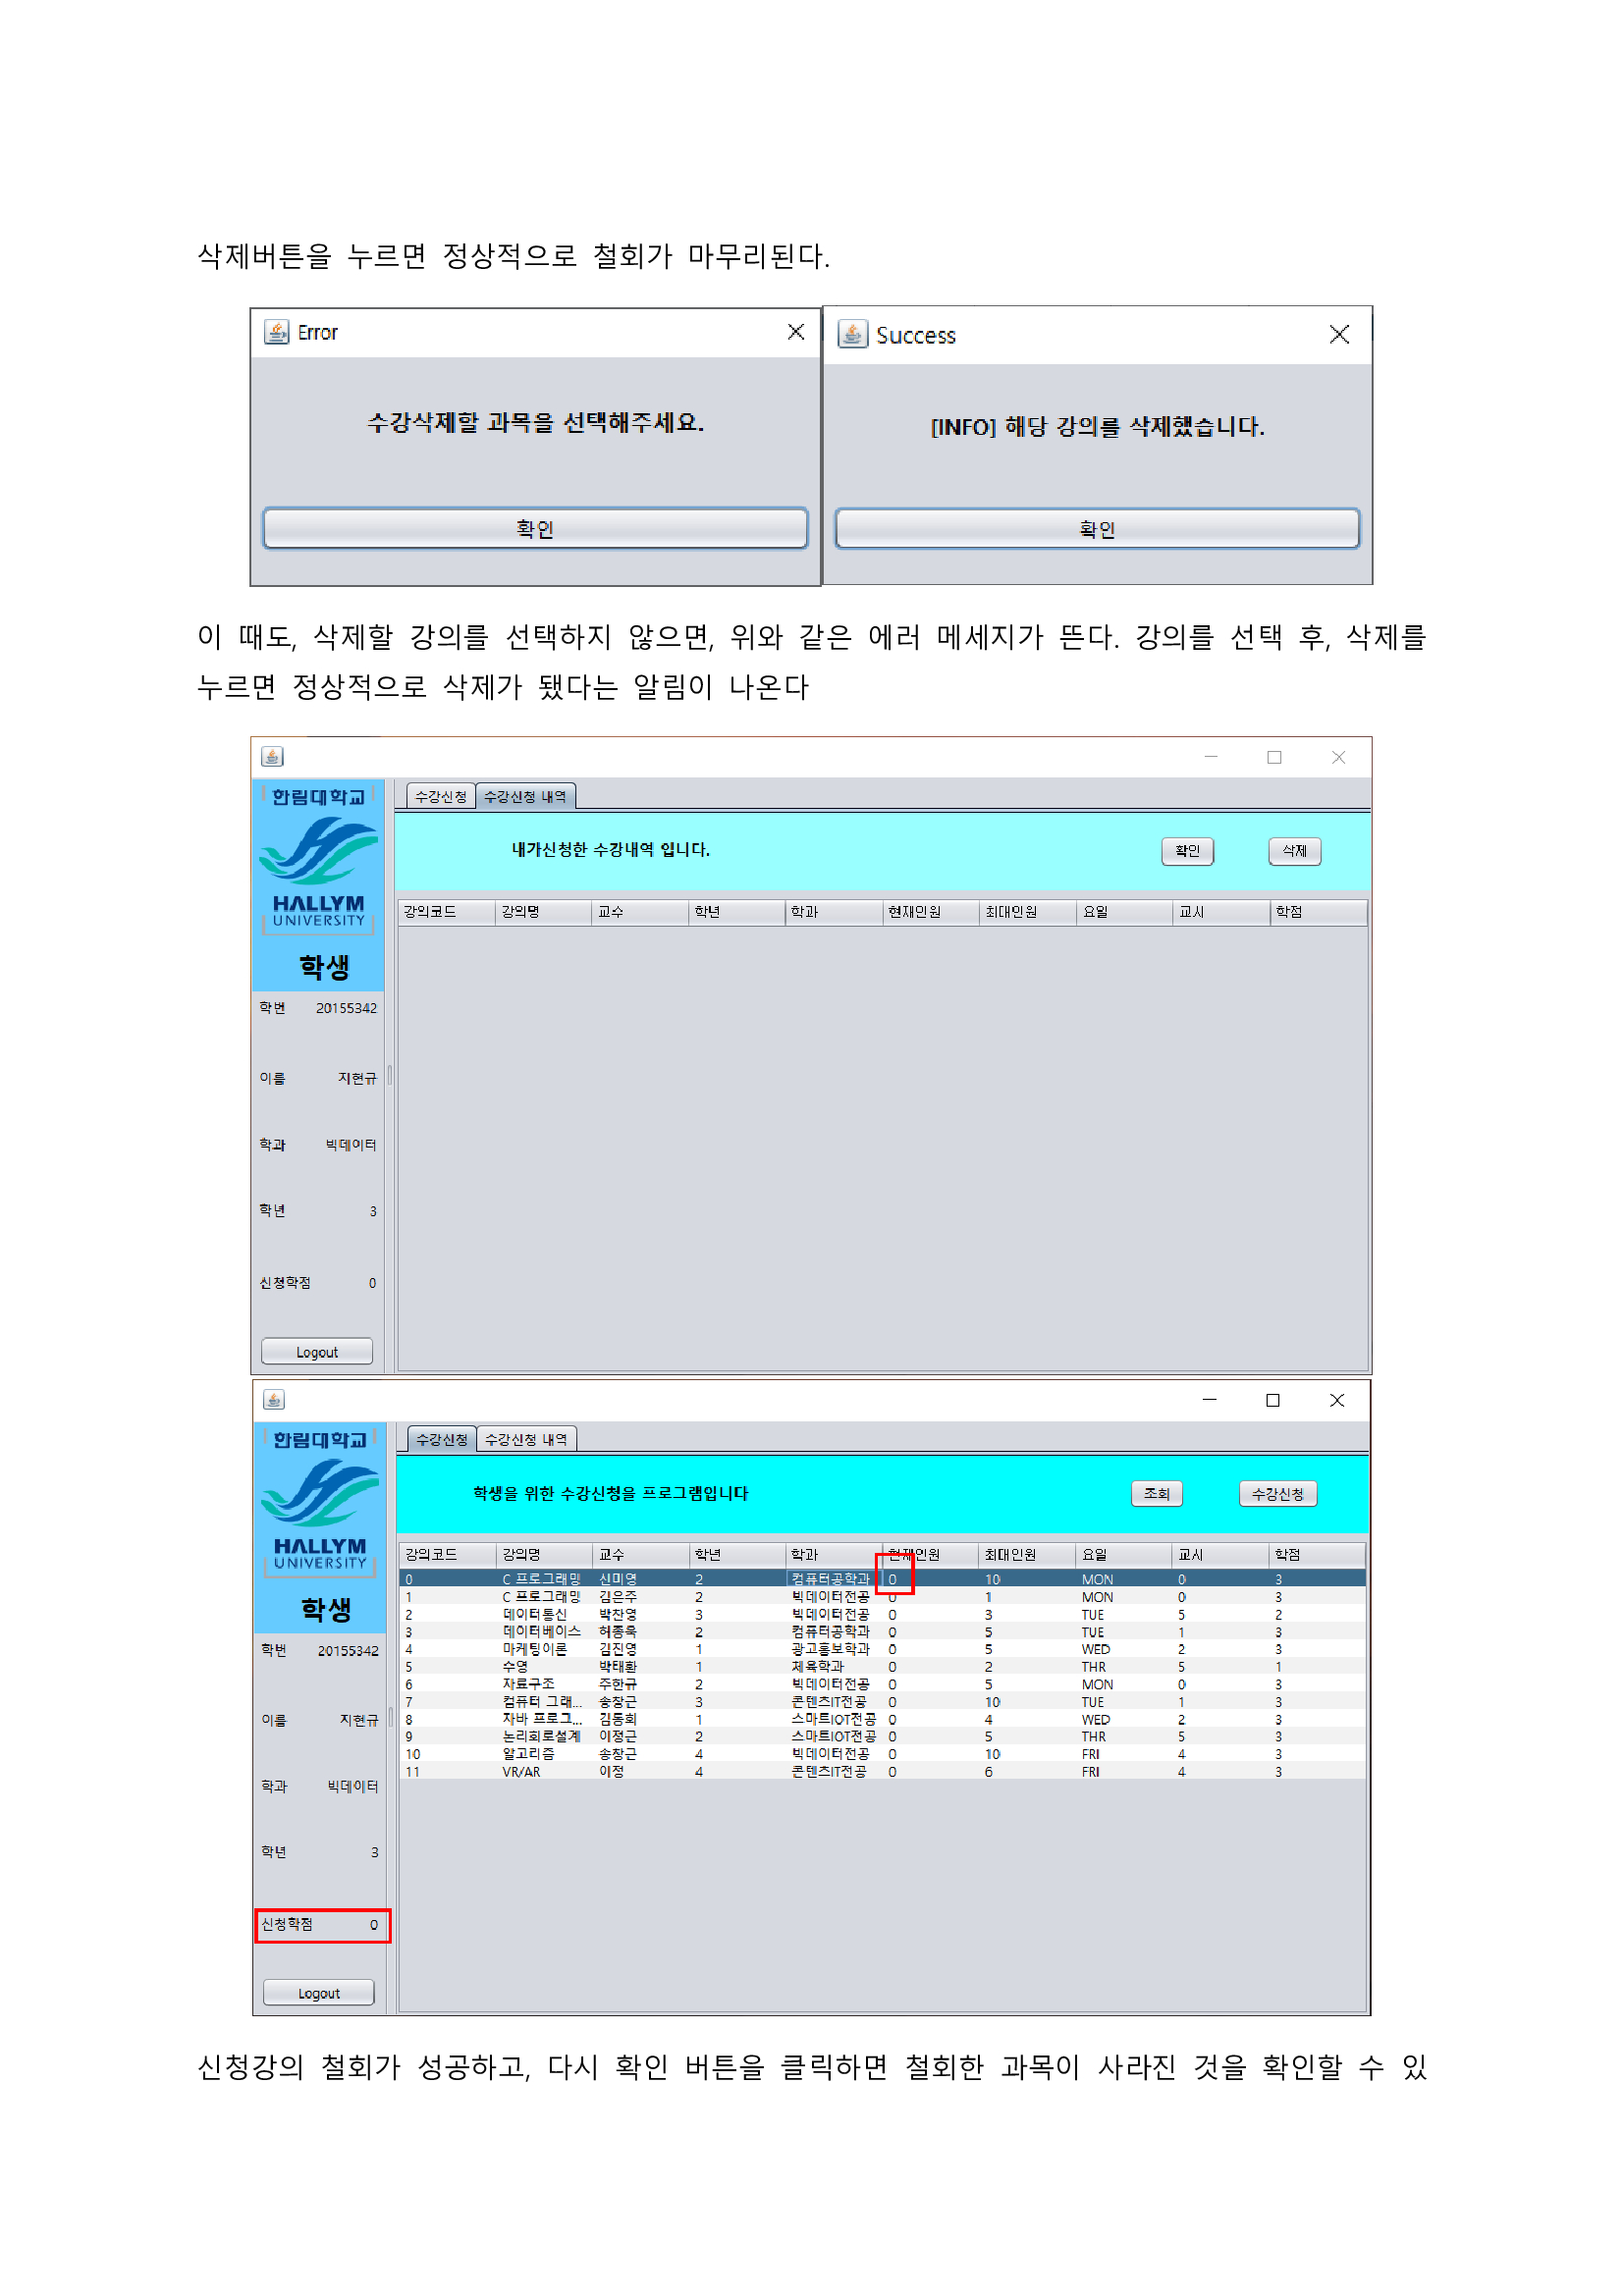 삭제버튼을 누르면 정상적으로 철회가 마무리된다.
Error
수강삭제할 과목을 선택해주세요.
확인
Success
[INFO] 해당 강의를 삭제했습니다.
확인
이 때도, 삭제할 강의를 선택하지 않으면, 위와 같은 에러 메세지가 뜬다. 강의를 선택 후, 삭제를
누르면 정상적으로 삭제가 됐다는 알림이 나온다
한림대학교
HALLYM
UNIVERSITY
학생
학번 20155342
이름 지현규
학과 빅데이터
학년 3
신청학점 0
Logout
수강신청 수강신청 내역
내가신청한 수강내역 입니다. 확인 삭제
강의코드 강의명 교수 학년 학과 현재인원 최대인원 요일 교시 학점
한림대학교
HALLYM
UNIVERSITY
학생
학번 20155342
이름 지현규
학과 빅데이터
학년 3
신청학점 0
Logout
수강신청 수강신청 내역
학생을 위한 수강신청을 프로그램입니다 조회 수강신청
강의코드 강의명 교수 학년 학과 현재인원 최대인원 요일 교시 학점
0 C 프로그래밍 신미영 2 컴퓨터공학과 0 10 MON 0 3
1 C 프로그래밍 김은주 2 빅데이터전공 0 1 MON 0 3
2 데이터통신 박찬영 3 빅데이터전공 0 3 TUE 5 2
3 데이터베이스 허종욱 2 컴퓨터공학과 0 5 TUE 1 3
4 마케팅이론 김진영 1 광고홍보학과 0 5 WED 2 3
5 수영 박태환 1 체육학과 0 2 THR 5 1
6 자료구조 주한규 2 빅데이터전공 0 5 MON 0 3
7 컴퓨터 그래... 송창근 3 콘텐츠IT전공 0 10 TUE 1 3
8 자바 프로그... 김동회 1 스마트IOT전공 0 4 WED 2 3
9 논리회로설계 이정근 2 스마트IOT전공 0 5 THR 5 3
10 알고리즘 송창근 4 빅데이터전공 0 10 FRI 4 3
11 VR/AR 이정 4 콘텐츠IT전공 0 6 FRI 4 3
신청강의 철회가 성공하고, 다시 확인 버튼을 클릭하면 철회한 과목이 사라진 것을 확인할 수 있